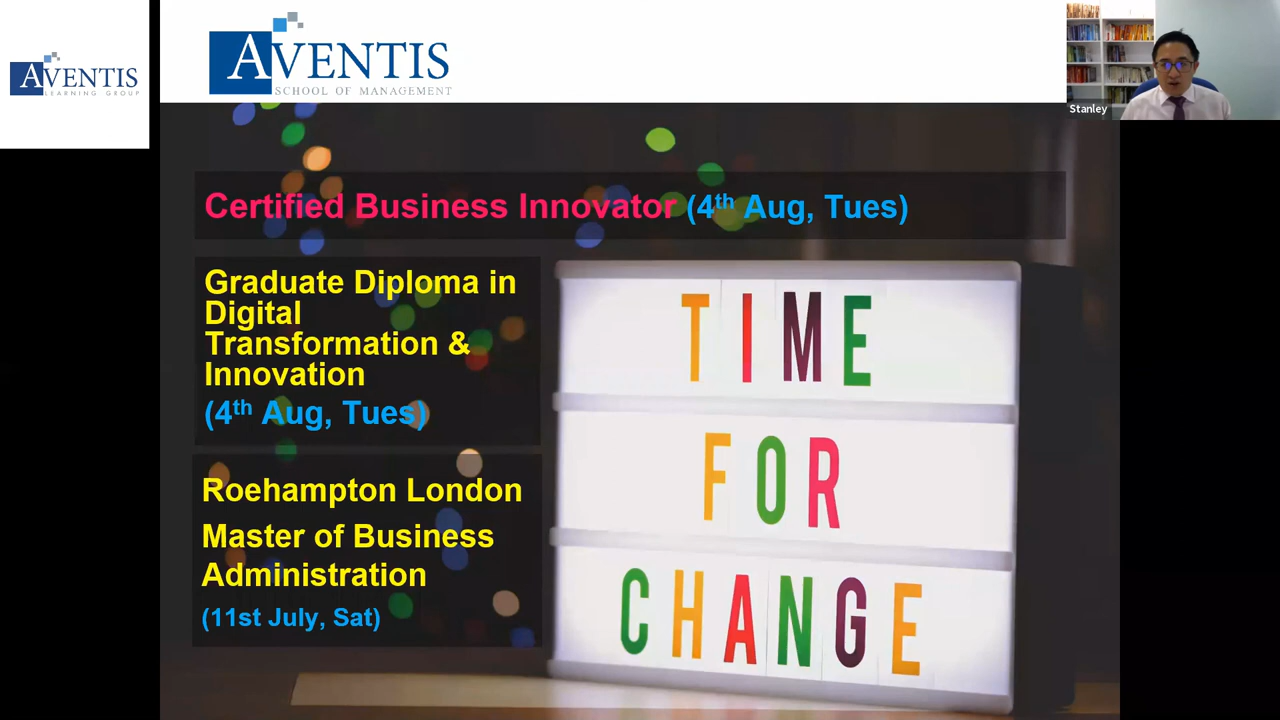 AVENTIS
LEARNING GROUP
AVENTIS
SCHOOL OF MANAGEMENT
Stanley
Certified Business Innovator (4th Aug, Tues)
Graduate Diploma in
Digital
Transformation &
Innovation
(4th Aug, Tues)
Roehampton London
Master of Business
Administration
(11st July, Sat)
TIME
FOR
CHANGE